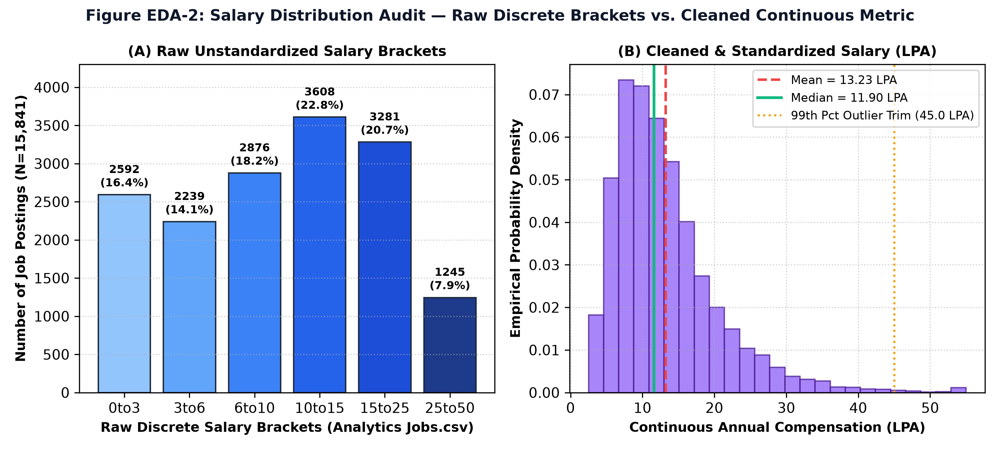 Figure EDA-2: Salary Distribution Audit — Raw Discrete Brackets vs. Cleaned Continuous Metric
(A) Raw Unstandardized Salary Brackets
Number of Job Postings (N=15,841)
4000
3500
3000
2500
2000
1500
1000
500
0
2592
(16.4%)
2239
(14.1%)
2876
(18.2%)
3608
(22.8%)
3281
(20.7%)
1245
(7.9%)
0to3
3to6
6to10
10to15
15to25
25to50
Raw Discrete Salary Brackets (Analytics Jobs.csv)
(B) Cleaned & Standardized Salary (LPA)
Empirical Probability Density
0.07
0.06
0.05
0.04
0.03
0.02
0.01
0.00
Mean = 13.23 LPA
Median = 11.90 LPA
99th Pct Outlier Trim (45.0 LPA)
0
10
20
30
40
50
Continuous Annual Compensation (LPA)